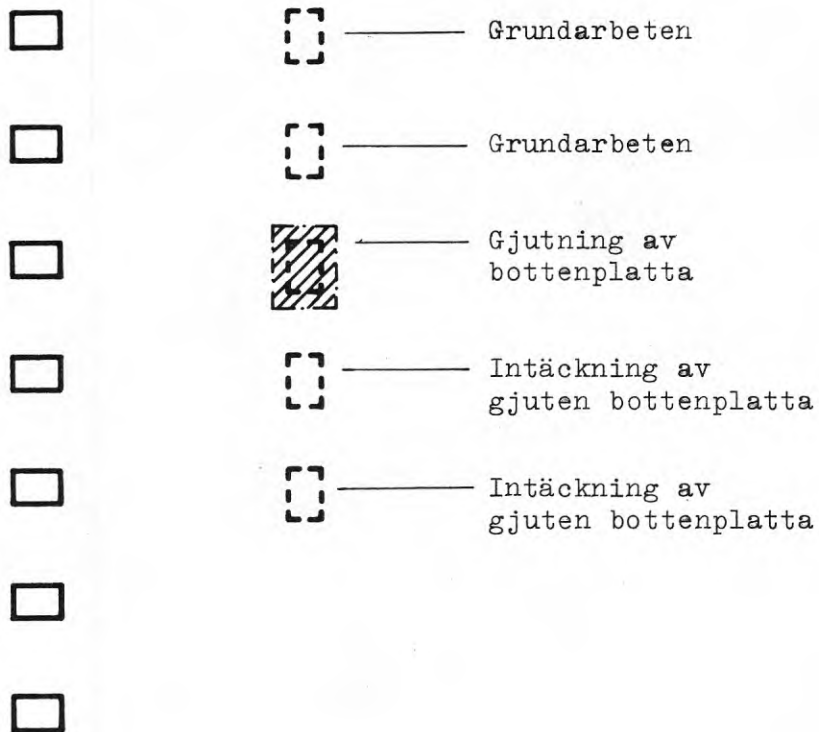 Grundarbeten
Grundarbeten
Gjutning av
bottenplatta
Intäckning av
gjuten bottenplatta
Intäckning av
gjuten bottenplatta